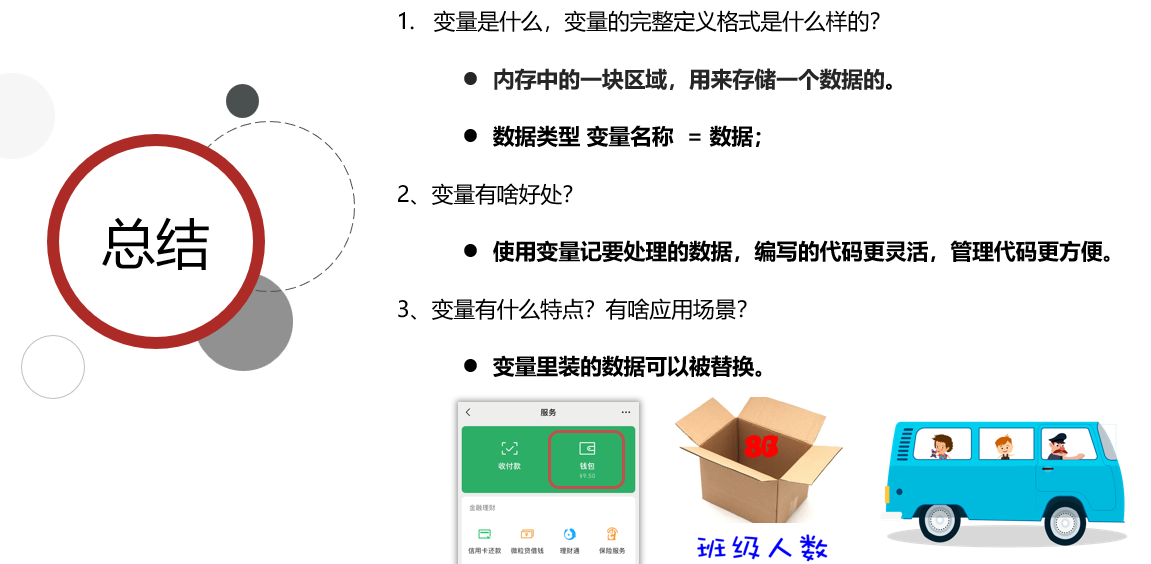 总结
1. 变量是什么，变量的完整定义格式是什么样的？
● 内存中的一块区域，用来存储一个数据的。
● 数据类型 变量名称 = 数据；
2、变量有啥好处？
● 使用变量记要处理的数据，编写的代码更灵活，管理代码更方便。
3、变量有什么特点？有啥应用场景？
● 变量里装的数据可以被替换。
服务
收付款
钱包
¥9.50
金融理财
信用卡还款 微粒贷借钱 理财通 保险服务
班级人数